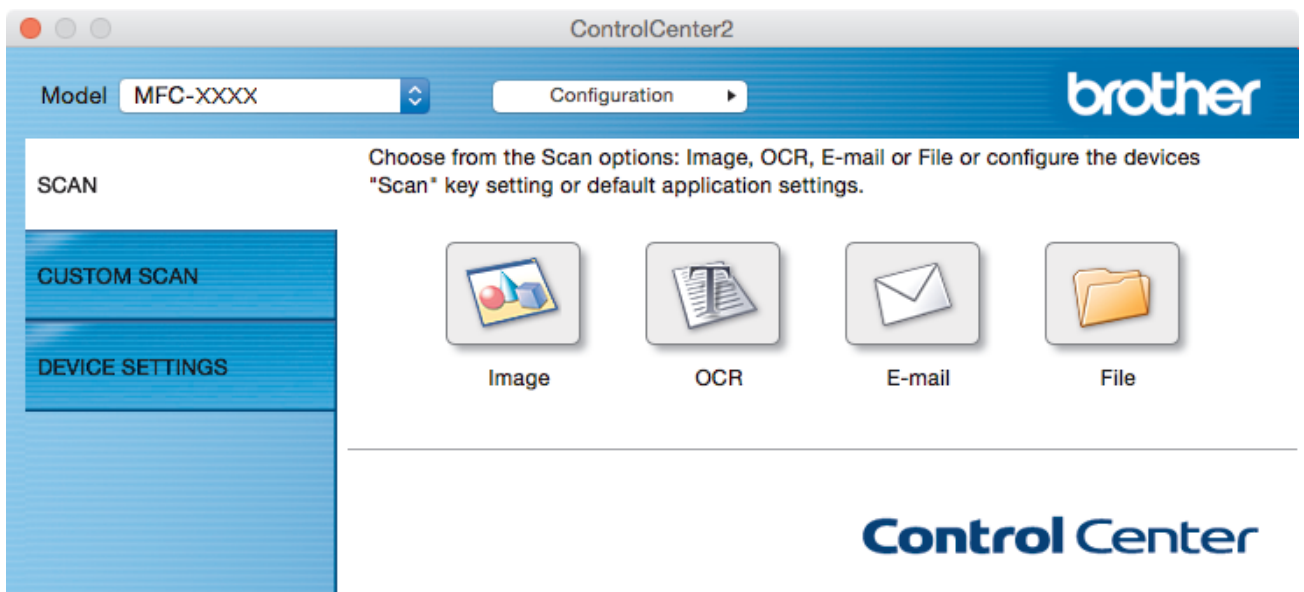 ControlCenter2
Model MFC-XXXX Configuration brother
SCAN
Choose from the Scan options: Image, OCR, E-mail or File or configure the devices
"Scan" key setting or default application settings.
CUSTOM SCAN
DEVICE SETTINGS
Image OCR E-mail File
Control Center